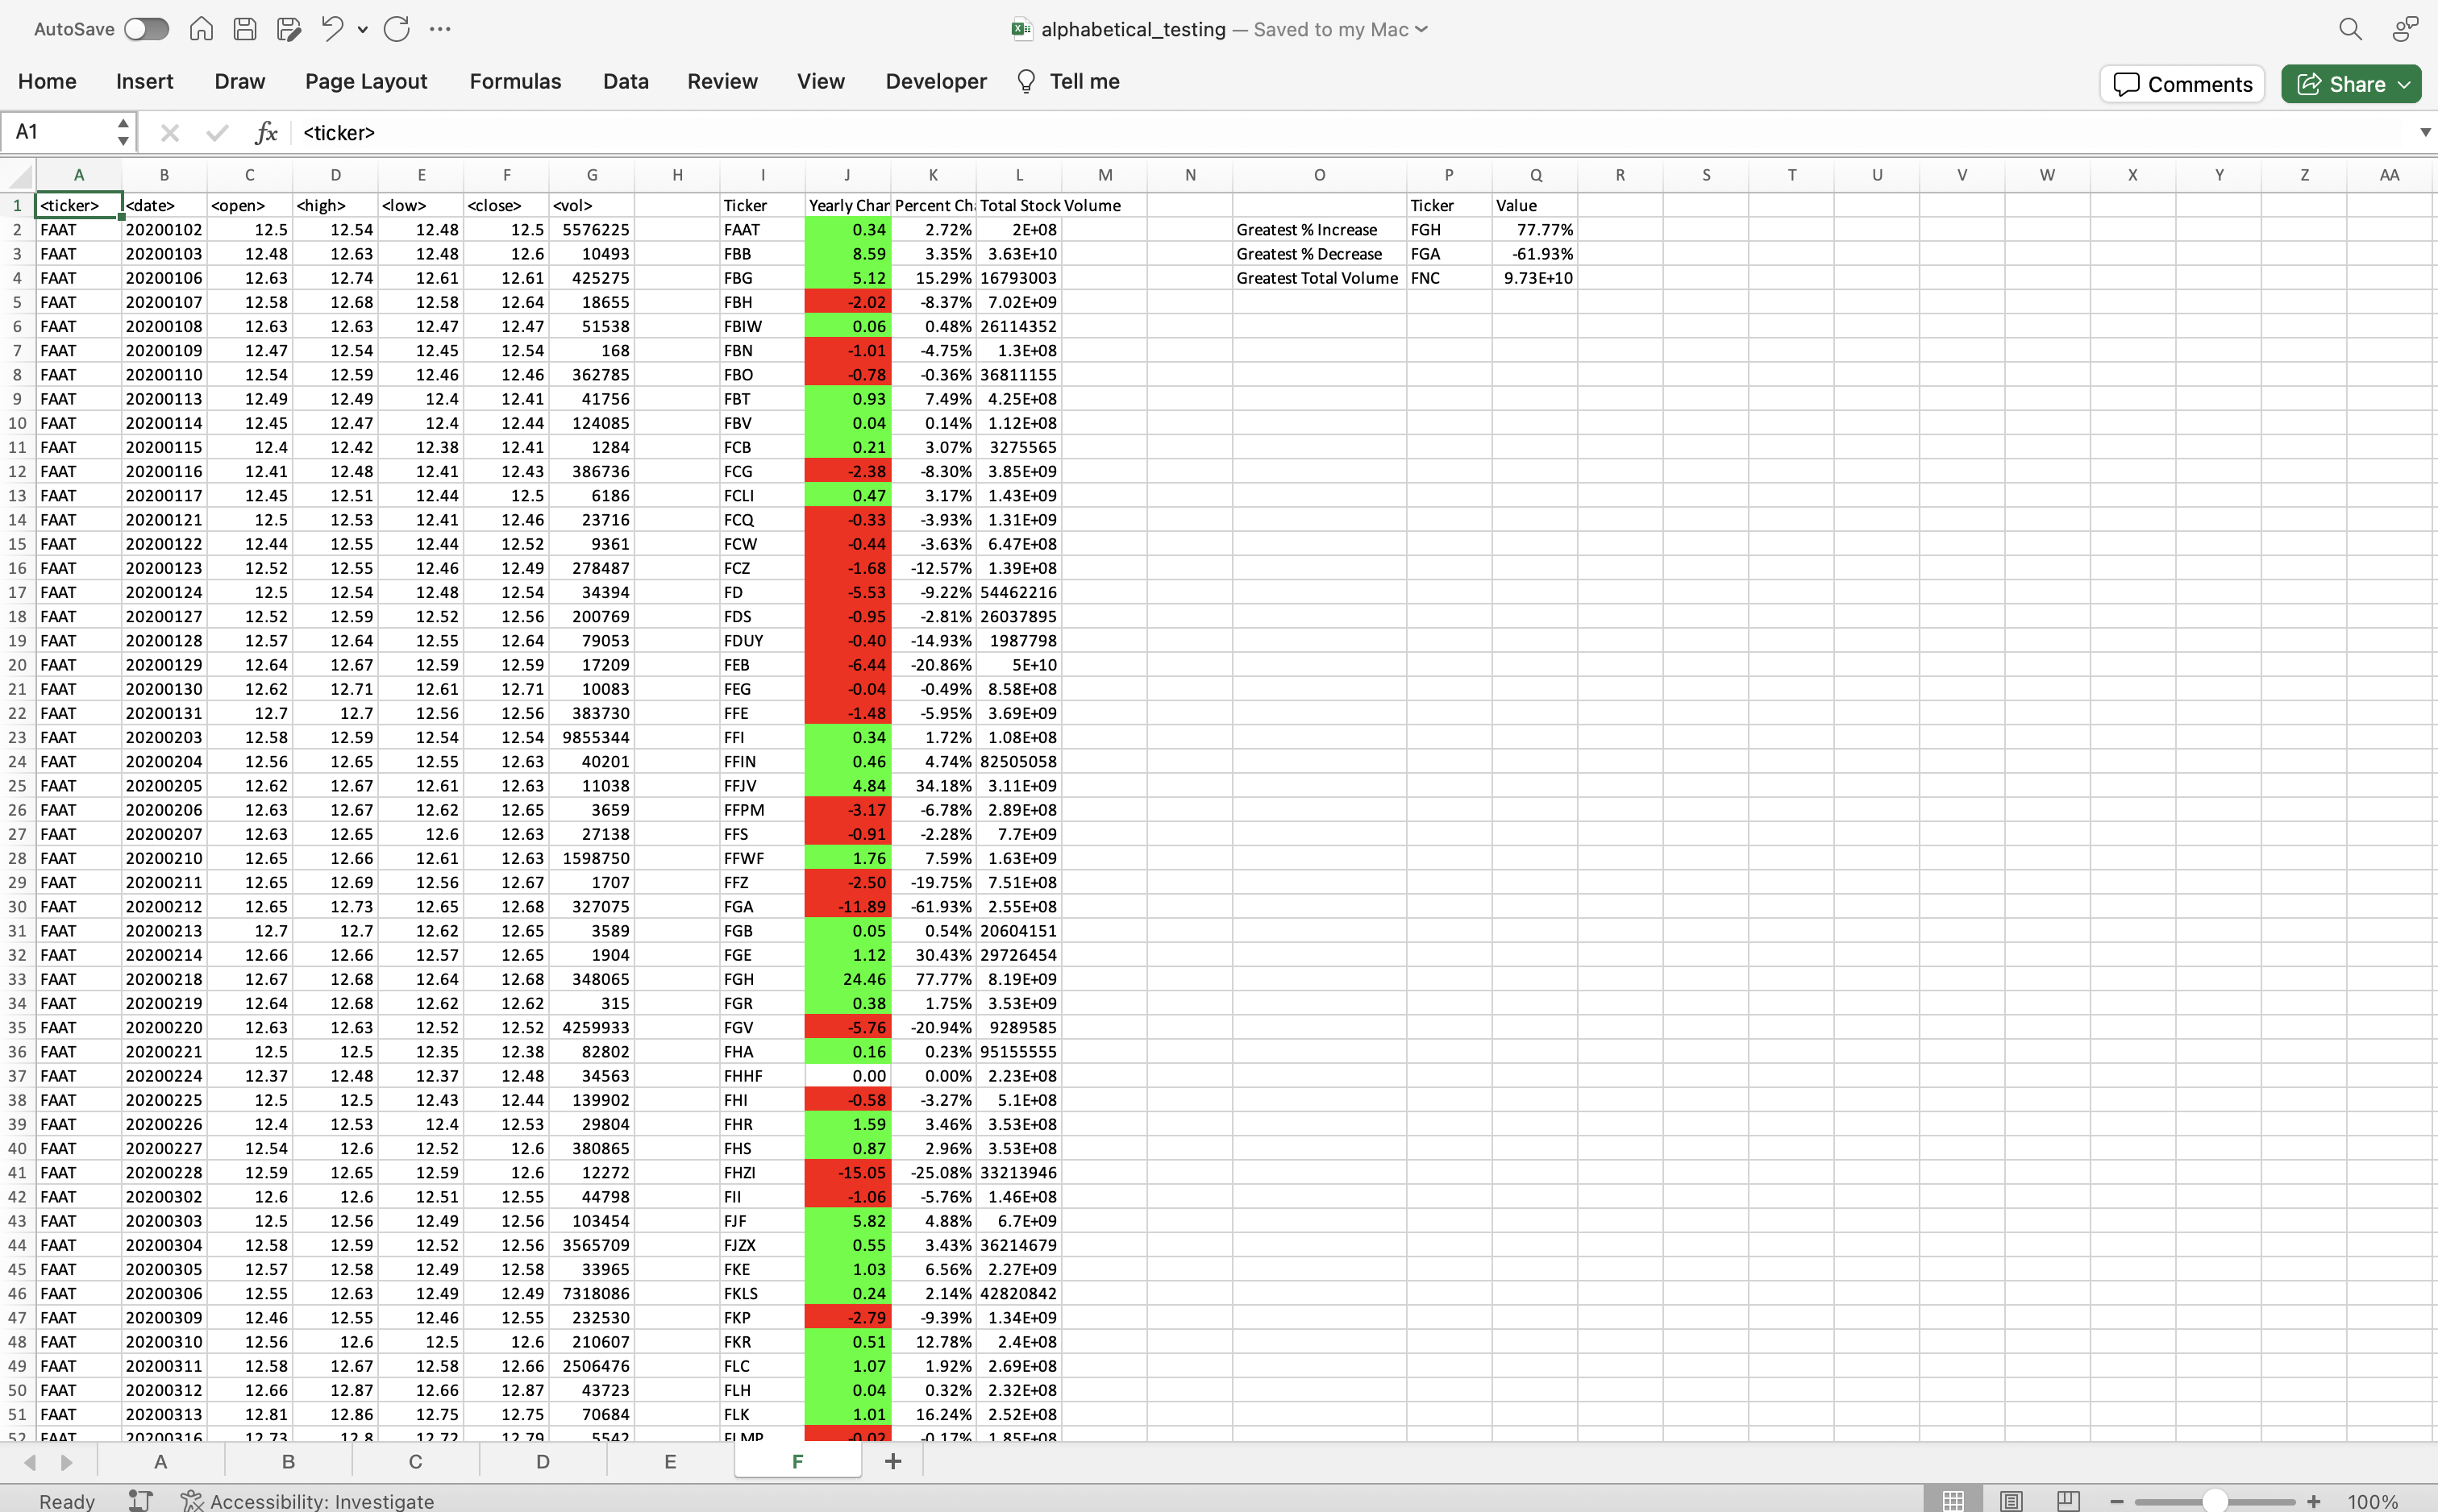 AutoSave alphabetical_testing — Saved to my Mac
Home Insert Draw Page Layout Formulas Data Review View Developer Tell me Comments Share
A1 fx <ticker>
A B C D E F G H I J K L M N O P Q R S T U V W X Y Z AA
1 <ticker> <date> <open> <high> <low> <close> <vol> Ticker Yearly Char Percent Ch Total Stock Volume Ticker Value
2 FAAT 20200102 12.5 12.54 12.48 12.5 5576225 FAAT 0.34 2.72% 2E+08 Greatest % Increase FGH 77.77%
3 FAAT 20200103 12.48 12.63 12.48 12.6 10493 FBB 8.59 3.35% 3.63E+10 Greatest % Decrease FGA -61.93%
4 FAAT 20200106 12.63 12.74 12.61 12.61 425275 FBG 5.12 15.29% 16793003 Greatest Total Volume FNC 9.73E+10
5 FAAT 20200107 12.58 12.68 12.58 12.64 18655 FBH -2.02 -8.37% 7.02E+09
6 FAAT 20200108 12.63 12.63 12.47 12.47 51538 FBIW 0.06 0.48% 26114352
7 FAAT 20200109 12.47 12.54 12.45 12.54 168 FBN -1.01 -4.75% 1.3E+08
8 FAAT 20200110 12.54 12.59 12.46 12.46 362785 FBO -0.78 -0.36% 36811155
9 FAAT 20200113 12.49 12.49 12.4 12.41 41756 FBT 0.93 7.49% 4.25E+08
10 FAAT 20200114 12.45 12.47 12.4 12.44 124085 FBV 0.04 0.14% 1.12E+08
11 FAAT 20200115 12.4 12.42 12.38 12.41 1284 FCB 0.21 3.07% 3275565
12 FAAT 20200116 12.41 12.48 12.41 12.43 386736 FCG -2.38 -8.30% 3.85E+09
13 FAAT 20200117 12.45 12.51 12.44 12.5 6186 FCLI 0.47 3.17% 1.43E+09
14 FAAT 20200121 12.5 12.53 12.41 12.46 23716 FCQ -0.33 -3.93% 1.31E+09
15 FAAT 20200122 12.44 12.55 12.44 12.52 9361 FCW -0.44 -3.63% 6.47E+08
16 FAAT 20200123 12.52 12.55 12.46 12.49 278487 FCZ -1.68 -12.57% 1.39E+08
17 FAAT 20200124 12.5 12.54 12.48 12.54 34394 FD -5.53 -9.22% 54462216
18 FAAT 20200127 12.52 12.59 12.52 12.56 200769 FDS -0.95 -2.81% 26037895
19 FAAT 20200128 12.57 12.64 12.55 12.64 79053 FDUY -0.40 -14.93% 1987798
20 FAAT 20200129 12.64 12.67 12.59 12.59 17209 FEB -6.44 -20.86% 5E+10
21 FAAT 20200130 12.62 12.71 12.61 12.71 10083 FEG -0.04 -0.49% 8.58E+08
22 FAAT 20200131 12.7 12.7 12.56 12.56 383730 FFE -1.48 -5.95% 3.69E+09
23 FAAT 20200203 12.58 12.59 12.54 12.54 9855344 FFI 0.34 1.72% 1.08E+08
24 FAAT 20200204 12.56 12.65 12.55 12.63 40201 FFIN 0.46 4.74% 82505058
25 FAAT 20200205 12.62 12.67 12.61 12.63 11038 FFJV 4.84 34.18% 3.11E+09
26 FAAT 20200206 12.63 12.67 12.62 12.65 3659 FFPM -3.17 -6.78% 2.89E+08
27 FAAT 20200207 12.63 12.65 12.6 12.63 27138 FFS -0.91 -2.28% 7.7E+09
28 FAAT 20200210 12.65 12.66 12.61 12.63 1598750 FFWF 1.76 7.59% 1.63E+09
29 FAAT 20200211 12.65 12.69 12.56 12.67 1707 FFZ -2.50 -19.75% 7.51E+08
30 FAAT 20200212 12.65 12.73 12.65 12.68 327075 FGA -11.89 -61.93% 2.55E+08
31 FAAT 20200213 12.7 12.7 12.62 12.65 3589 FGB 0.05 0.54% 20604151
32 FAAT 20200214 12.66 12.66 12.57 12.65 1904 FGE 1.12 30.43% 29726454
33 FAAT 20200218 12.67 12.68 12.64 12.68 348065 FGH 24.46 77.77% 8.19E+09
34 FAAT 20200219 12.64 12.68 12.62 12.62 315 FGR 0.38 1.75% 3.53E+09
35 FAAT 20200220 12.63 12.63 12.52 12.52 4259933 FGV -5.76 -20.94% 9289585
36 FAAT 20200221 12.5 12.5 12.35 12.38 82802 FHA 0.16 0.23% 95155555
37 FAAT 20200224 12.37 12.48 12.37 12.48 34563 FHHF 0.00 0.00% 2.23E+08
38 FAAT 20200225 12.5 12.5 12.43 12.44 139902 FHI -0.58 -3.27% 5.1E+08
39 FAAT 20200226 12.4 12.53 12.4 12.53 29804 FHR 1.59 3.46% 3.53E+08
40 FAAT 20200227 12.54 12.6 12.52 12.6 380865 FHS 0.87 2.96% 3.53E+08
41 FAAT 20200228 12.59 12.65 12.59 12.6 12272 FHZI -15.05 -25.08% 33213946
42 FAAT 20200302 12.6 12.6 12.51 12.55 44798 FII -1.06 -5.76% 1.46E+08
43 FAAT 20200303 12.5 12.56 12.49 12.56 103454 FJF 5.82 4.88% 6.7E+09
44 FAAT 20200304 12.58 12.59 12.52 12.56 3565709 FJZX 0.55 3.43% 36214679
45 FAAT 20200305 12.57 12.58 12.49 12.58 33965 FKE 1.03 6.56% 2.27E+09
46 FAAT 20200306 12.55 12.63 12.49 12.49 7318086 FKLS 0.24 2.14% 42820842
47 FAAT 20200309 12.46 12.55 12.46 12.55 232530 FKP -2.79 -9.39% 1.34E+09
48 FAAT 20200310 12.56 12.6 12.5 12.6 210607 FKR 0.51 12.78% 2.4E+08
49 FAAT 20200311 12.58 12.67 12.58 12.66 2506476 FLC 1.07 1.92% 2.69E+08
50 FAAT 20200312 12.66 12.87 12.66 12.87 43723 FLH 0.04 0.32% 2.32E+08
51 FAAT 20200313 12.81 12.86 12.75 12.75 70684 FLK 1.01 16.24% 2.52E+08
52 FAAT 20200316 12.73 12.8 12.72 12.79 5542 FLMP -0.02 -0.17% 1.85E+08
A B C D E F +
Ready Accessibility: Investigate 100%